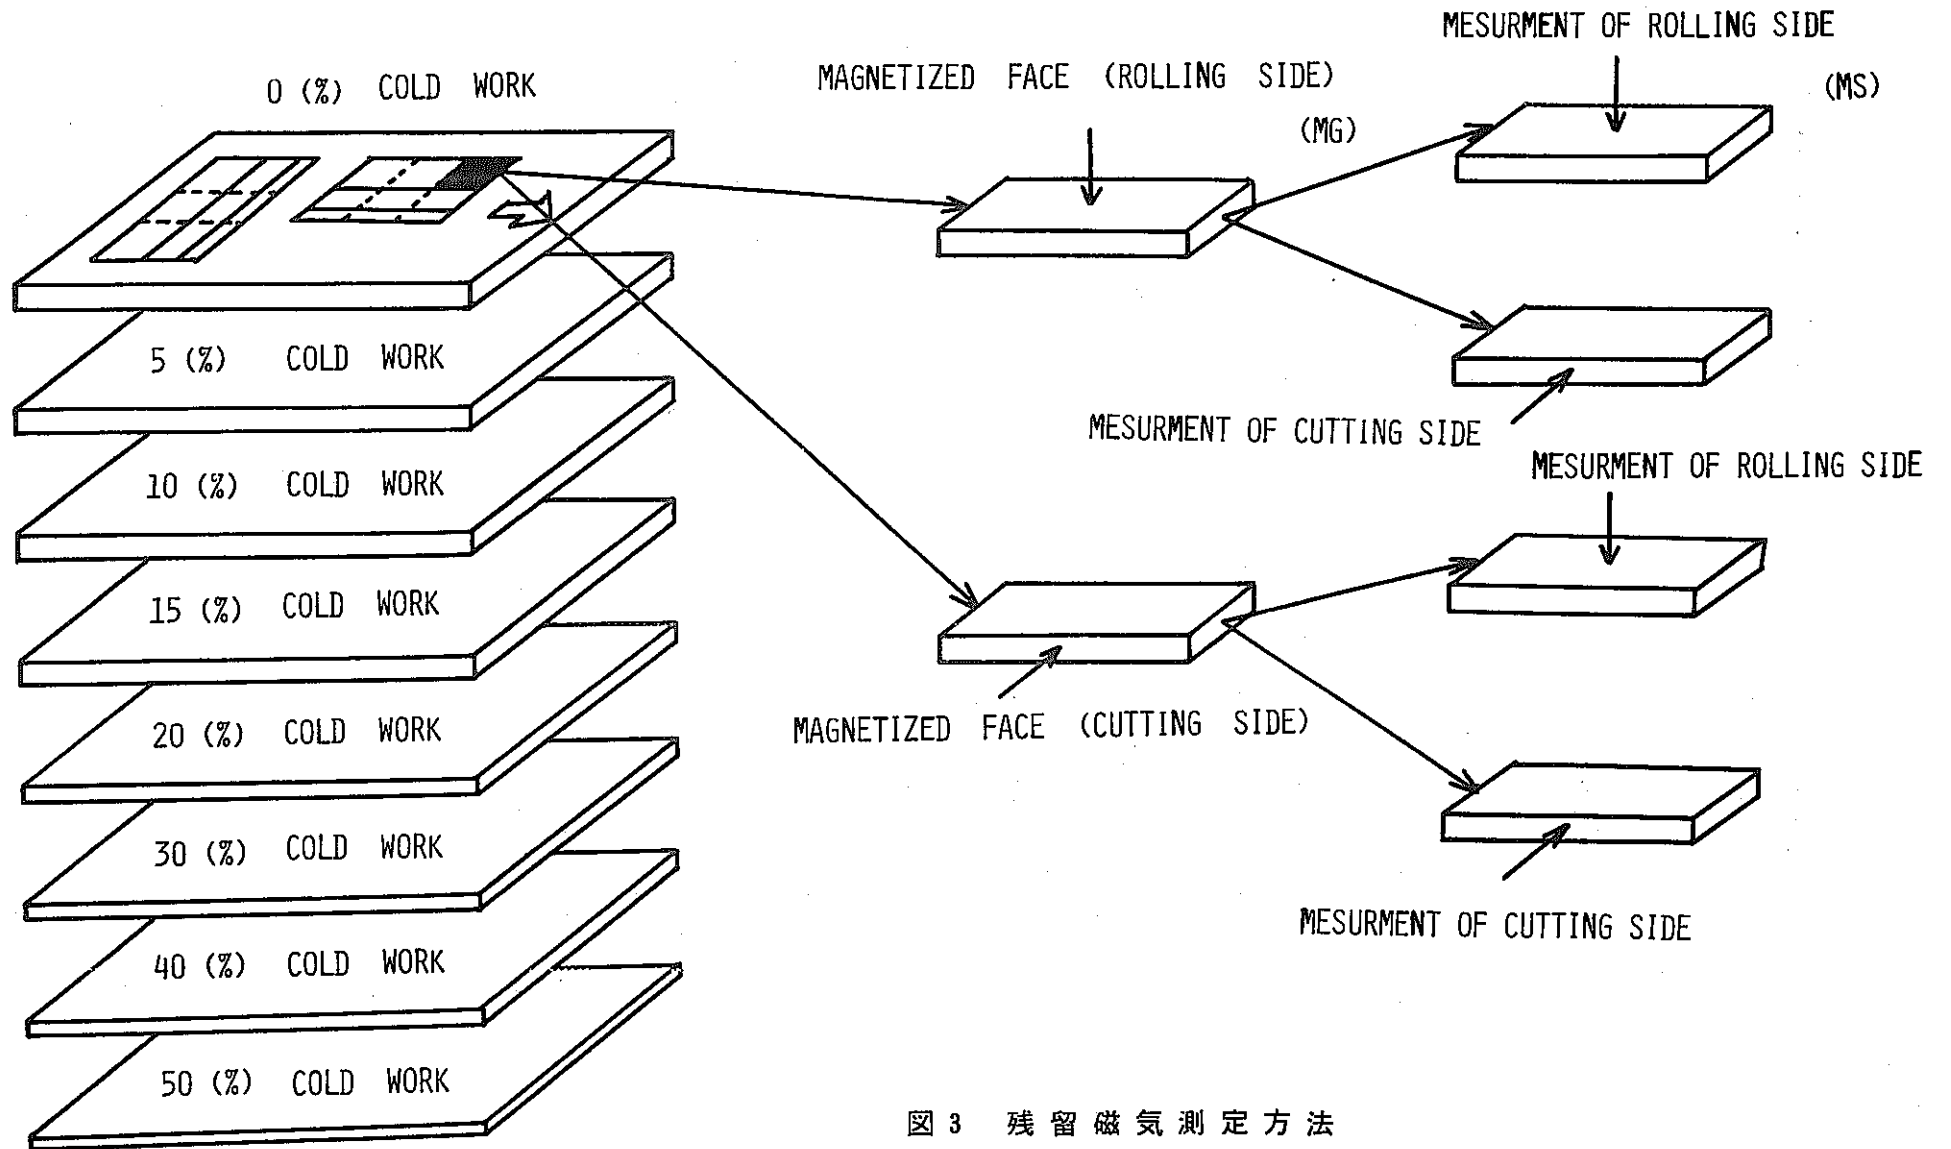 0 (%) COLD WORK
5 (%) COLD WORK
10 (%) COLD WORK
15 (%) COLD WORK
20 (%) COLD WORK
30 (%) COLD WORK
40 (%) COLD WORK
50 (%) COLD WORK
MAGNETIZED FACE (ROLLING SIDE)
(MG)
MESURMENT OF ROLLING SIDE
(MS)
MESURMENT OF CUTTING SIDE
MESURMENT OF ROLLING SIDE
MAGNETIZED FACE (CUTTING SIDE)
MESURMENT OF CUTTING SIDE
図3 残留磁気測定方法